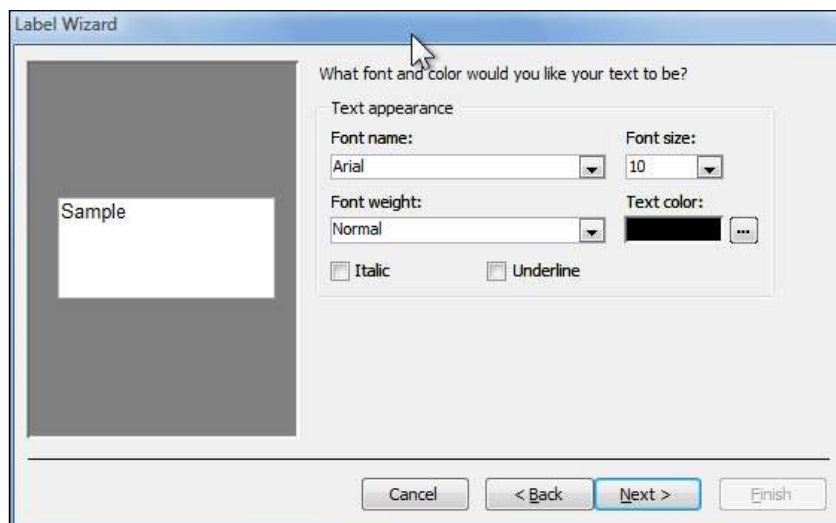 Label Wizard
What font and color would you like your text to be?
Text appearance
Font name:
Font size:
Arial
10
Sample
Font weight:
Text color:
Normal
...
Italic
Underline
Cancel
< Back
Next >
Finish